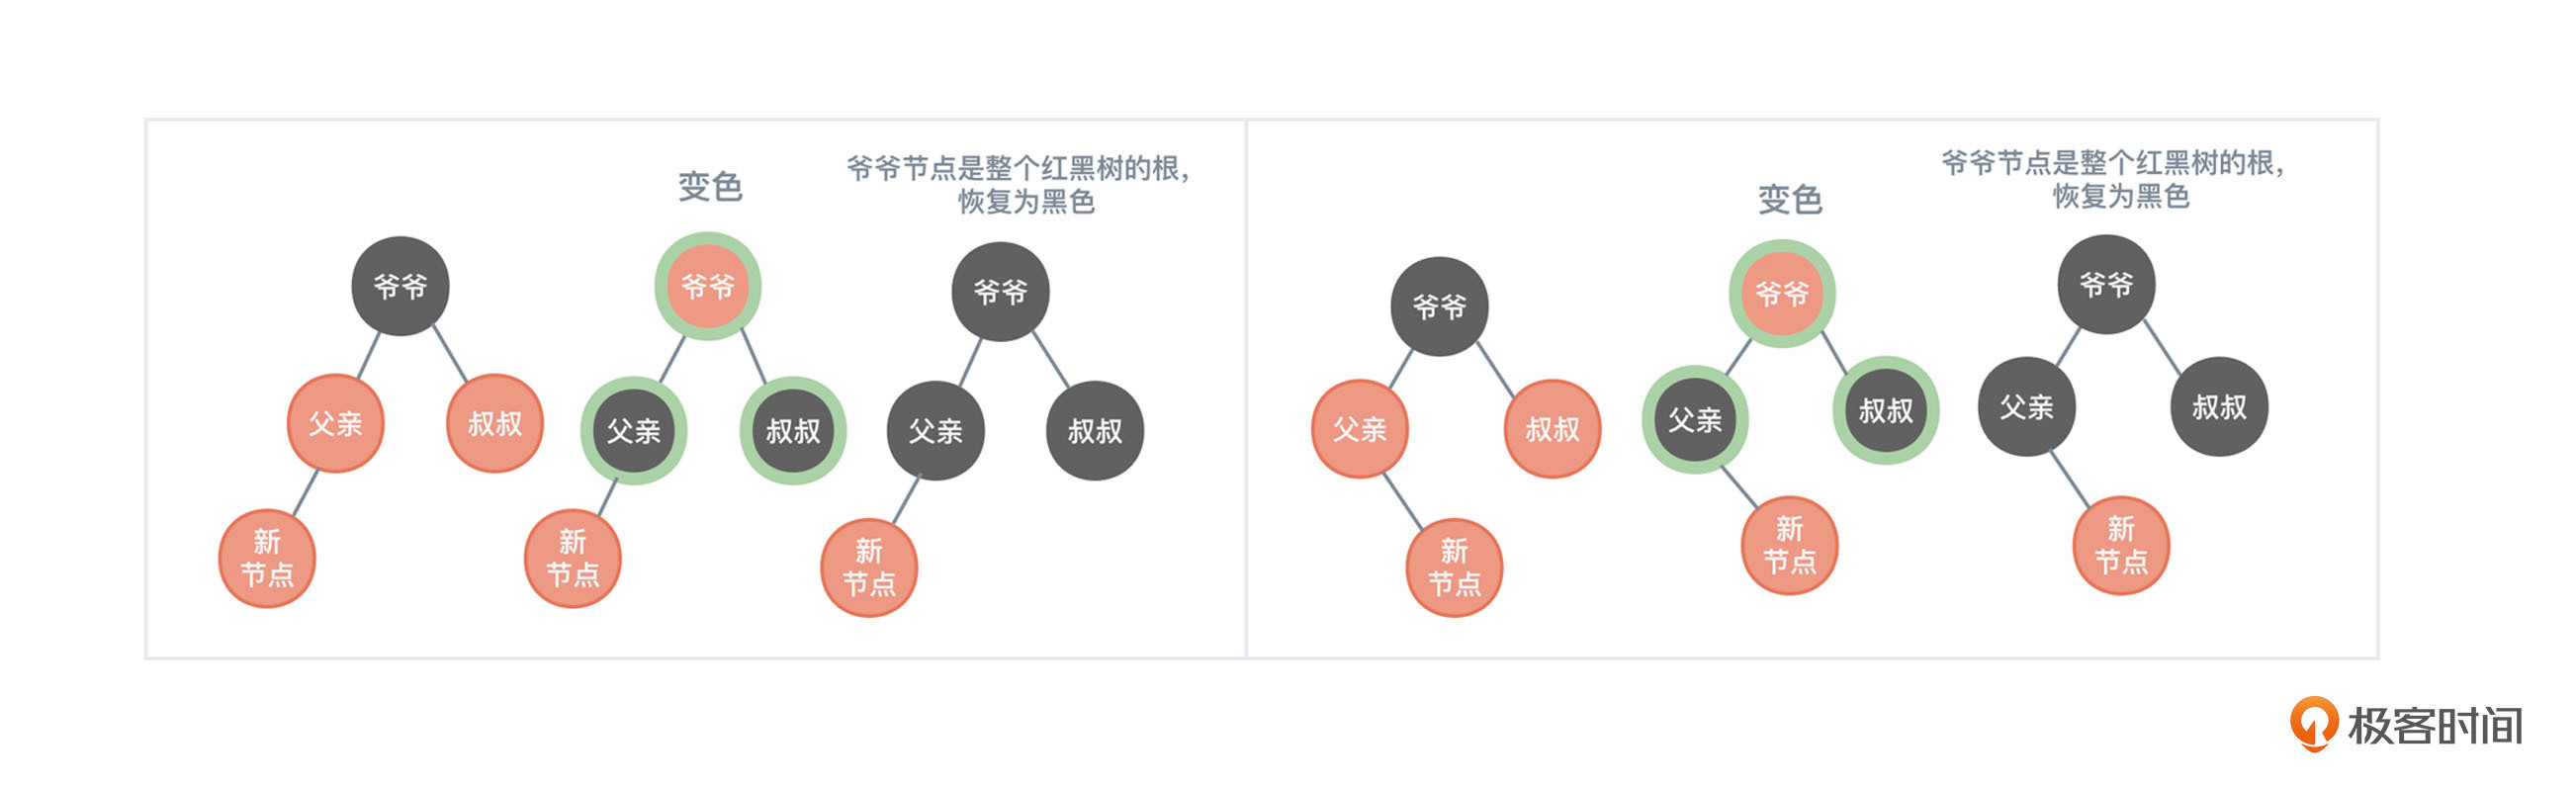 变色
爷爷节点是整个红黑树的根，
恢复为黑色
爷爷
父亲
叔叔
新
节点
爷爷
父亲
叔叔
新
节点
爷爷
父亲
叔叔
新
节点
变色
爷爷节点是整个红黑树的根，
恢复为黑色
爷爷
父亲
叔叔
新
节点
爷爷
父亲
叔叔
新
节点
爷爷
父亲
叔叔
新
节点
极客时间